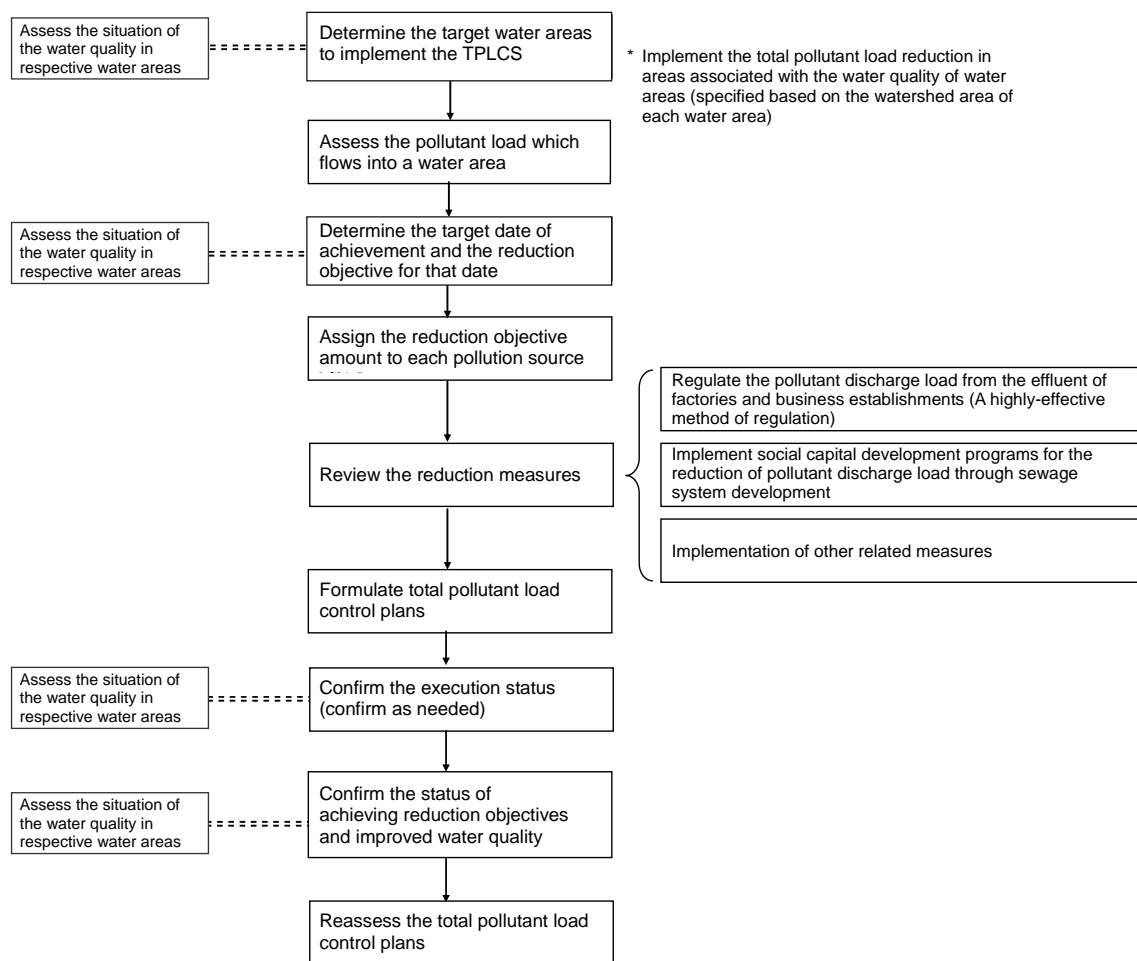 Assess the situation of
the water quality in
respective water areas
Determine the target water areas
to implement the TPLCS
* Implement the total pollutant load reduction in
areas associated with the water quality of water
areas (specified based on the watershed area of
each water area)
Assess the pollutant load which
flows into a water area
Assess the situation of
the water quality in
respective water areas
Determine the target date of
achievement and the reduction
objective for that date
Assign the reduction objective
amount to each pollution source
Regulate the pollutant discharge load from the effluent of
factories and business establishments (A highly-effective
method of regulation)
Review the reduction measures
Implement social capital development programs for the
reduction of pollutant discharge load through sewage
system development
Implementation of other related measures
Formulate total pollutant load
control plans
Assess the situation of
the water quality in
respective water areas
Confirm the execution status
(confirm as needed)
Assess the situation of
the water quality in
respective water areas
Confirm the status of
achieving reduction objectives
and improved water quality
Reassess the total pollutant load
control plans